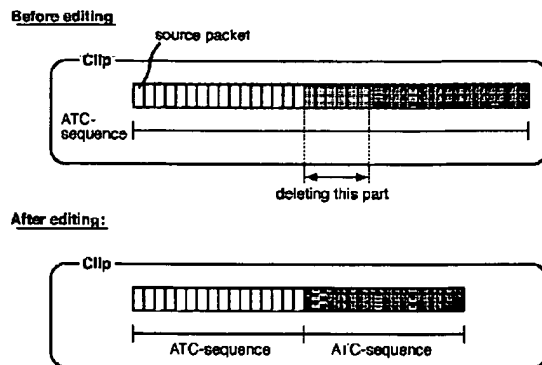 Before editing
source packet
Clip
ATC-
sequence
deleting this part
After editing:
Clip
ATC-sequence
ATC-sequence